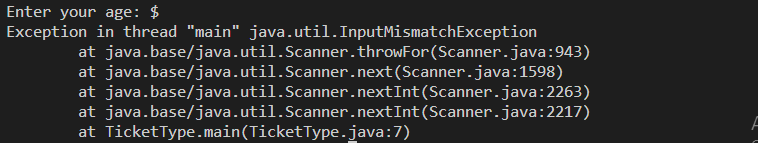 Enter your age: $
Exception in thread "main" java.util.InputMismatchException
        at java.base/java.util.Scanner.throwFor(Scanner.java:943)
        at java.base/java.util.Scanner.next(Scanner.java:1598)
        at java.base/java.util.Scanner.nextInt(Scanner.java:2263)
        at java.base/java.util.Scanner.nextInt(Scanner.java:2217)
        at TicketType.main(TicketType.java:7)